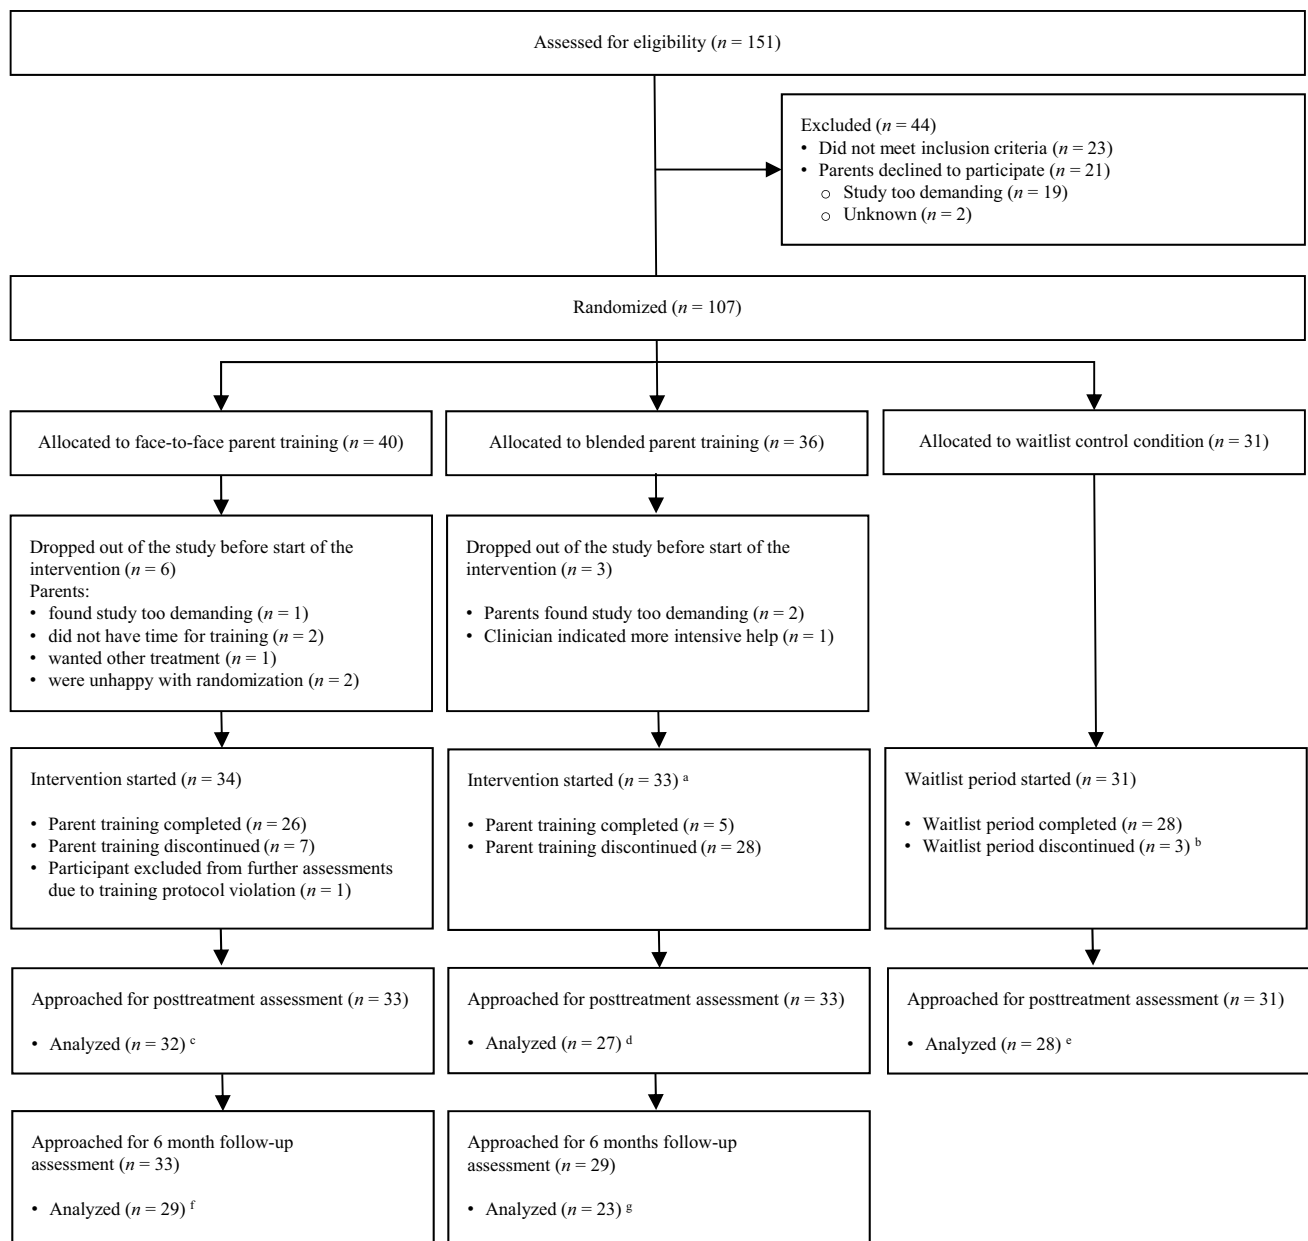 Assessed for eligibility (n = 151)
Excluded (n = 44)
• Did not meet inclusion criteria (n = 23)
• Parents declined to participate (n = 21)
o Study too demanding (n = 19)
o Unknown (n = 2)
Randomized (n = 107)
Allocated to face-to-face parent training (n = 40)
Allocated to blended parent training (n = 36)
Allocated to waitlist control condition (n = 31)
Dropped out of the study before start of the
intervention (n = 6)
Parents:
• found study too demanding (n = 1)
• did not have time for training (n = 2)
• wanted other treatment (n = 1)
• were unhappy with randomization (n = 2)
Dropped out of the study before start of the
intervention (n = 3)
• Parents found study too demanding (n = 2)
• Clinician indicated more intensive help (n = 1)
Intervention started (n = 34)
• Parent training completed (n = 26)
• Parent training discontinued (n = 7)
• Participant excluded from further assessments
due to training protocol violation (n = 1)
Intervention started (n = 33) a
• Parent training completed (n = 5)
• Parent training discontinued (n = 28)
Waitlist period started (n = 31)
• Waitlist period completed (n = 28)
• Waitlist period discontinued (n = 3) b
Approached for posttreatment assessment (n = 33)
• Analyzed (n = 32) c
Approached for posttreatment assessment (n = 33)
• Analyzed (n = 27) d
Approached for posttreatment assessment (n = 31)
• Analyzed (n = 28) e
Approached for 6 month follow-up
assessment (n = 33)
• Analyzed (n = 29) f
Approached for 6 months follow-up
assessment (n = 29)
• Analyzed (n = 23) g